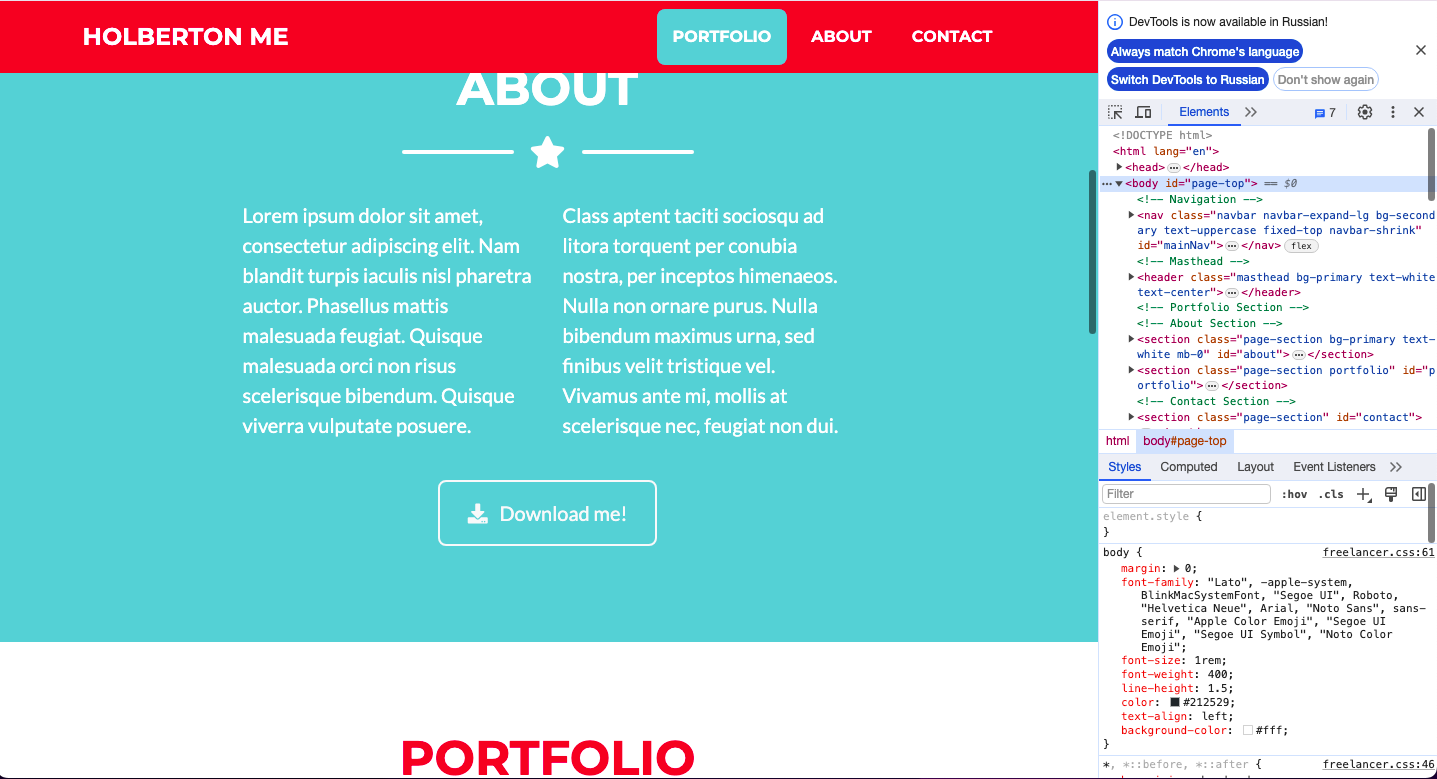 HOLBERTON ME
PORTFOLIO
ABOUT
CONTACT
ABOUT
Lorem ipsum dolor sit amet,
consectetur adipiscing elit. Nam
blandit turpis iaculis nisl pharetra
auctor. Phasellus mattis
malesuada feugiat. Quisque
malesuada orci non risus
scelerisque bibendum. Quisque
viverra vulputate posuere.
Class aptent taciti sociosqu ad
litora torquent per conubia
nostra, per inceptos himenaeos.
Nulla non ornare purus. Nulla
bibendum maximus urna, sed
finibus velit tristique vel.
Vivamus ante mi, mollis at
scelerisque nec, feugiat non dui.
Download me!
PORTFOLIO
DevTools is now available in Russian!
Always match Chrome's language
Switch DevTools to Russian
Don't show again
Elements
7
<!DOCTYPE html>
<html lang="en">
<head>…</head>
<body id="page-top"> == $0
<!-- Navigation -->
<nav class="navbar navbar-expand-lg bg-second
ary text-uppercase fixed-top navbar-shrink"
id="mainNav">…</nav> flex
<!-- Masthead -->
<header class="masthead bg-primary text-white
text-center">…</header>
<!-- Portfolio Section -->
<!-- About Section -->
<section class="page-section bg-primary text-
white mb-0" id="about">…</section>
<section class="page-section portfolio" id="p
ortfolio">…</section>
<!-- Contact Section -->
<section class="page-section" id="contact">
html
body#page-top
Styles
Computed
Layout
Event Listeners
Filter
:hov
.cls
element.style {
}
body {
freelancer.css:61
margin: 0;
font-family: "Lato", -apple-system,
BlinkMacSystemFont, "Segoe UI", Roboto,
"Helvetica Neue", Arial, "Noto Sans", sans-
serif, "Apple Color Emoji", "Segoe UI
Emoji", "Segoe UI Symbol", "Noto Color
Emoji";
font-size: 1rem;
font-weight: 400;
line-height: 1.5;
color: #212529;
text-align: left;
background-color: #fff;
}
*, *::before, *::after {
freelancer.css:46